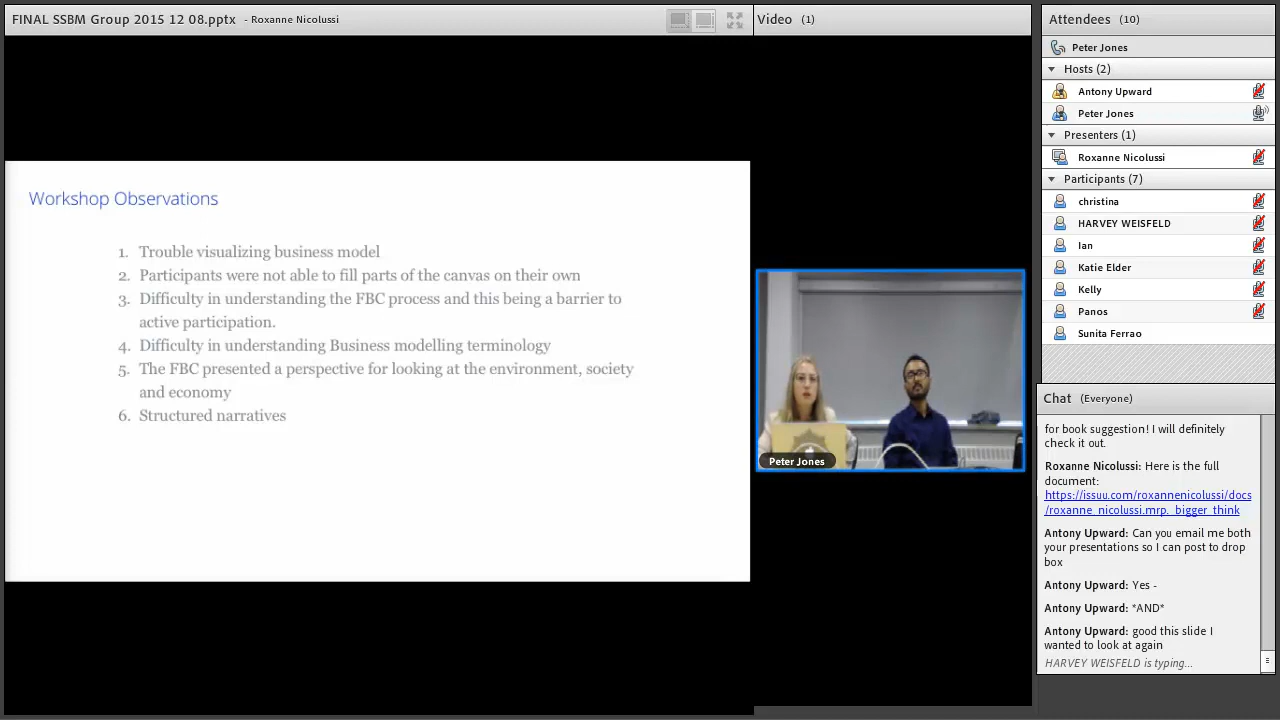 FINAL SSBM Group 2015 12 08.pptx - Roxanne Nicolussi
Workshop Observations
1. Trouble visualizing business model
2. Participants were not able to fill parts of the canvas on their own
3. Difficulty in understanding the FBC process and this being a barrier to
active participation.
4. Difficulty in understanding Business modelling terminology
5. The FBC presented a perspective for looking at the environment, society
and economy
6. Structured narratives
Video (1)
Peter Jones
Attendees (10)
Peter Jones
Hosts (2)
Antony Upward
Peter Jones
Presenters (1)
Roxanne Nicolussi
Participants (7)
christina
HARVEY WEISFELD
Ian
Katie Elder
Kelly
Panos
Sunita Ferrao
Chat (Everyone)
for book suggestion! I will definitely
check it out.
Roxanne Nicolussi: Here is the full
document:
https://issuu.com/roxannenicolussi/docs
/roxanne_nicolussi.mrp._bigger_think
Antony Upward: Can you email me both
your presentations so I can post to drop
box
Antony Upward: Yes -
Antony Upward: *AND*
Antony Upward: good this slide I
wanted to look at again
HARVEY WEISFELD is typing...